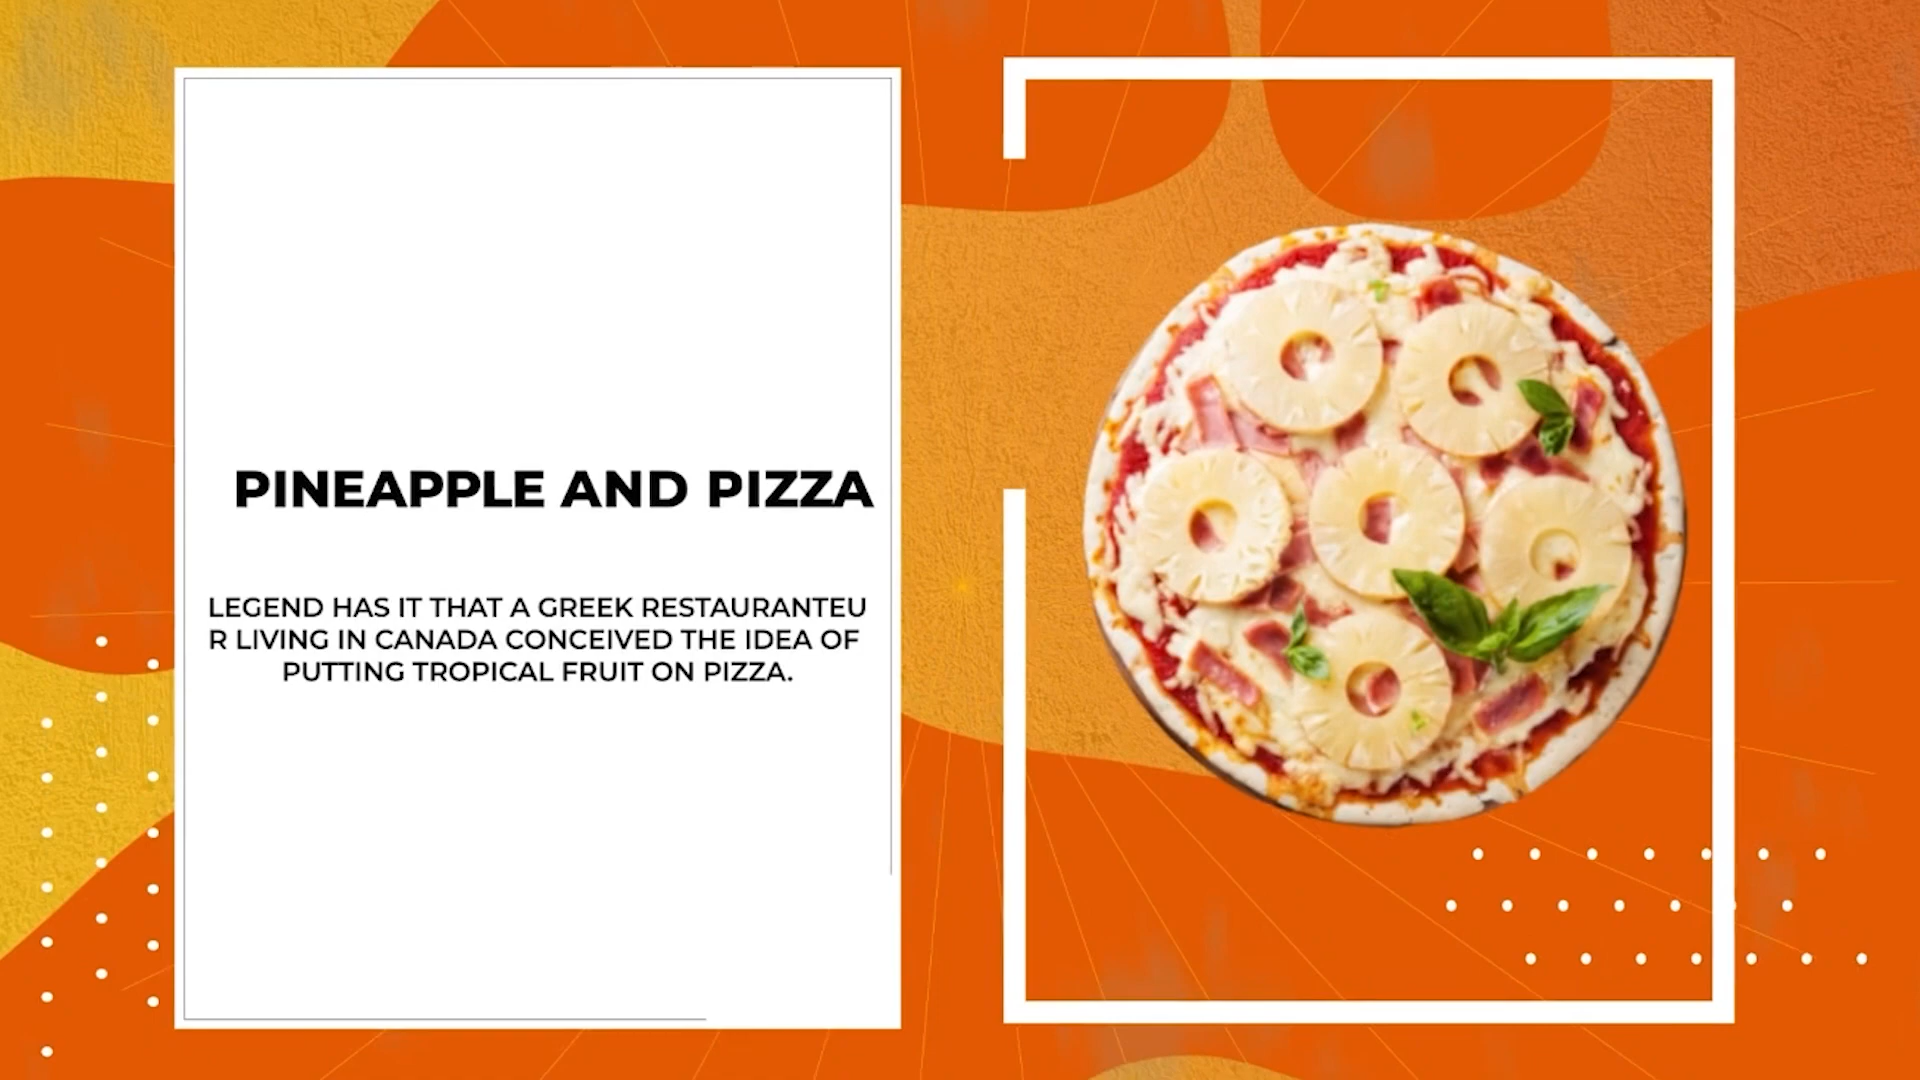 PINEAPPLE AND PIZZA
LEGEND HAS IT THAT A GREEK RESTAURANTEU
R LIVING IN CANADA CONCEIVED THE IDEA OF
PUTTING TROPICAL FRUIT ON PIZZA.